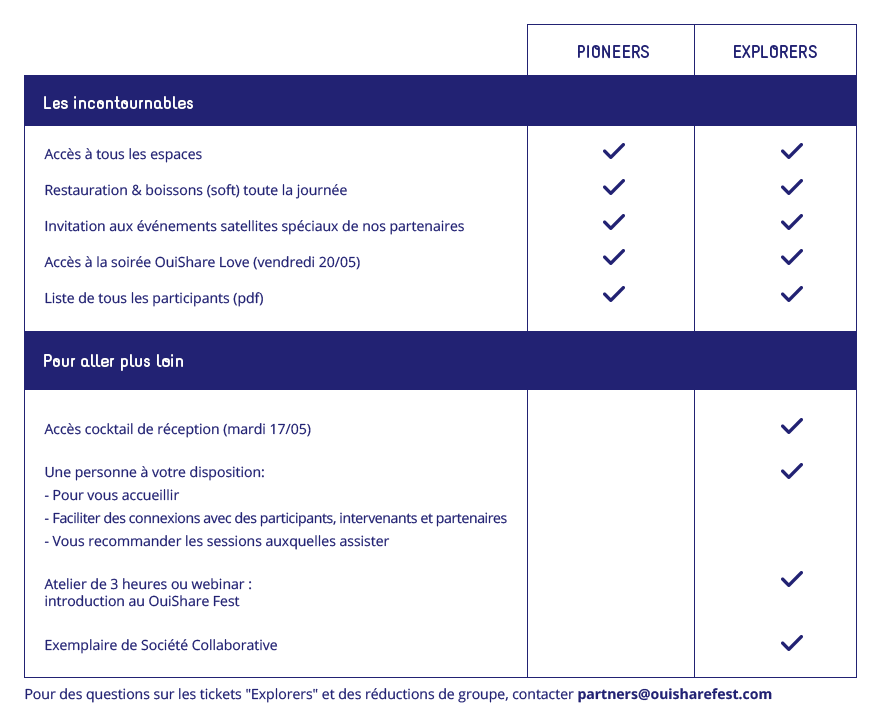 PIONEERS EXPLORERS
Les incontournables
Accès à tous les espaces
Restauration & boissons (soft) toute la journée
Invitation aux événements satellites spéciaux de nos partenaires
Accès à la soirée OuiShare Love (vendredi 20/05)
Liste de tous les participants (pdf)
Pour aller plus loin
Accès cocktail de réception (mardi 17/05)
Une personne à votre disposition:
- Pour vous accueillir
- Faciliter des connexions avec des participants, intervenants et partenaires
- Vous recommander les sessions auxquelles assister
Atelier de 3 heures ou webinar :
introduction au OuiShare Fest
Exemplaire de Société Collaborative
Pour des questions sur les tickets "Explorers" et des réductions de groupe, contacter partners@ouisharefest.com